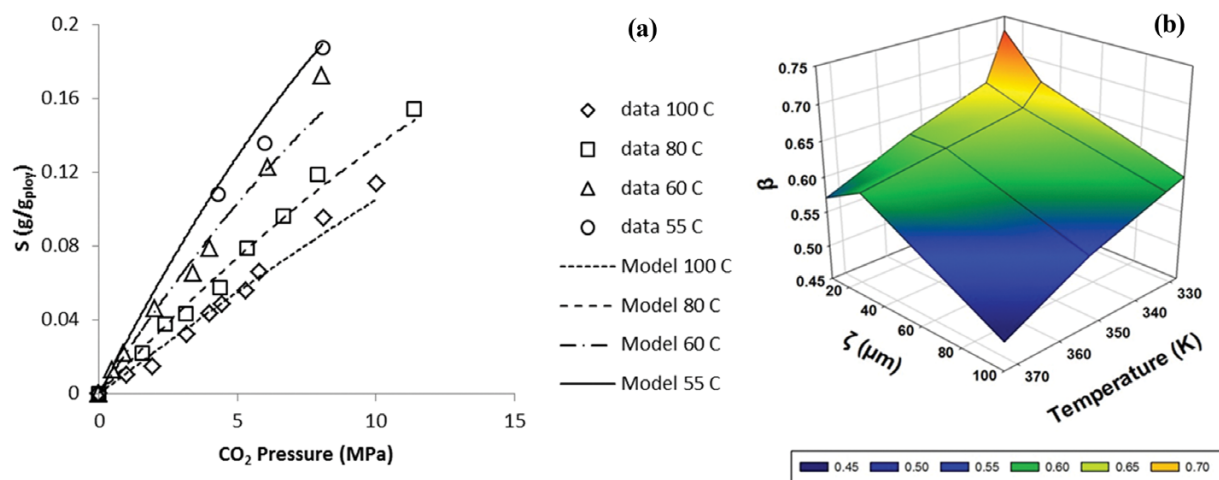 (a)
0.2
0.16
0.12
0.08
0.04
0
S (g/g_ploy)
0 5 10 15
CO₂ Pressure (MPa)
data 100 C
data 80 C
data 60 C
data 55 C
Model 100 C
Model 80 C
Model 60 C
Model 55 C
(b)
0.75
0.70
0.65
0.60
0.55
0.50
0.45
β
20 40 60 80 100
ζ (µm)
370 360 350 340 330
Temperature (K)
0.45 0.50 0.55 0.60 0.65 0.70